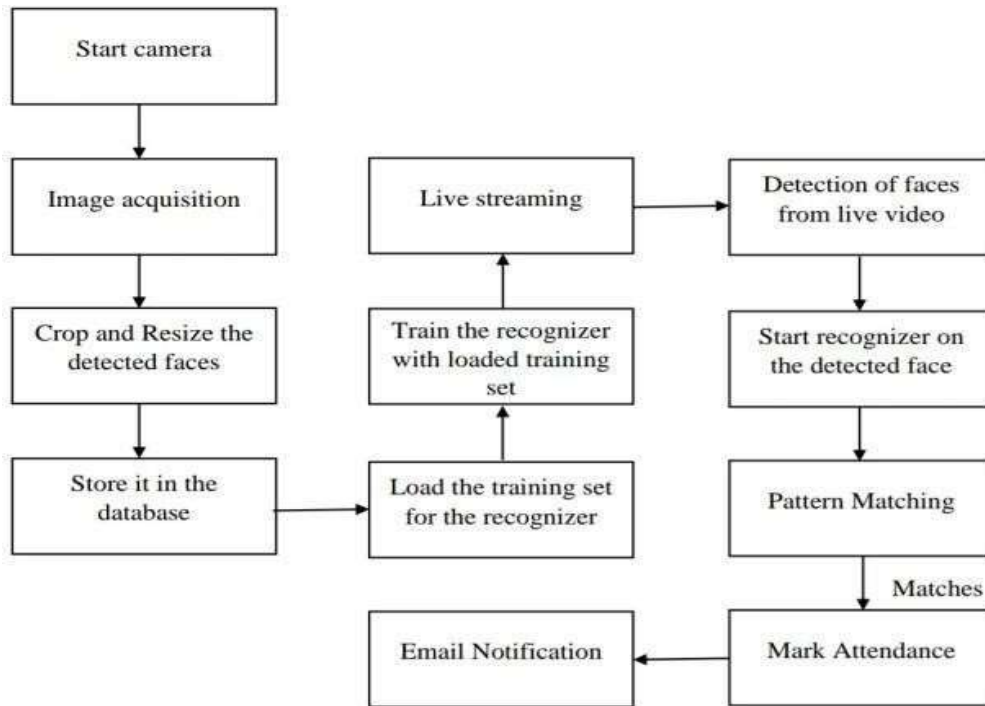 Start camera
Image acquisition
Crop and Resize the
detected faces
Store it in the
database
Load the training set
for the recognizer
Train the recognizer
with loaded training
set
Live streaming
Detection of faces
from live video
Start recognizer on
the detected face
Pattern Matching
Matches
Mark Attendance
Email Notification